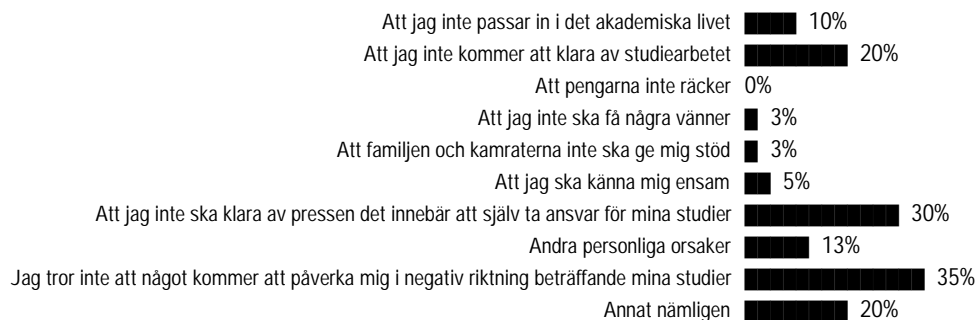 Att jag inte passar in i det akademiska livet 10%
Att jag inte kommer att klara av studiearbetet 20%
Att pengarna inte räcker 0%
Att jag inte ska få några vänner 3%
Att familjen och kamraterna inte ska ge mig stöd 3%
Att jag ska känna mig ensam 5%
Att jag inte ska klara av pressen det innebär att själv ta ansvar för mina studier 30%
Andra personliga orsaker 13%
Jag tror inte att något kommer att påverka mig i negativ riktning beträffande mina studier 35%
Annat nämligen 20%